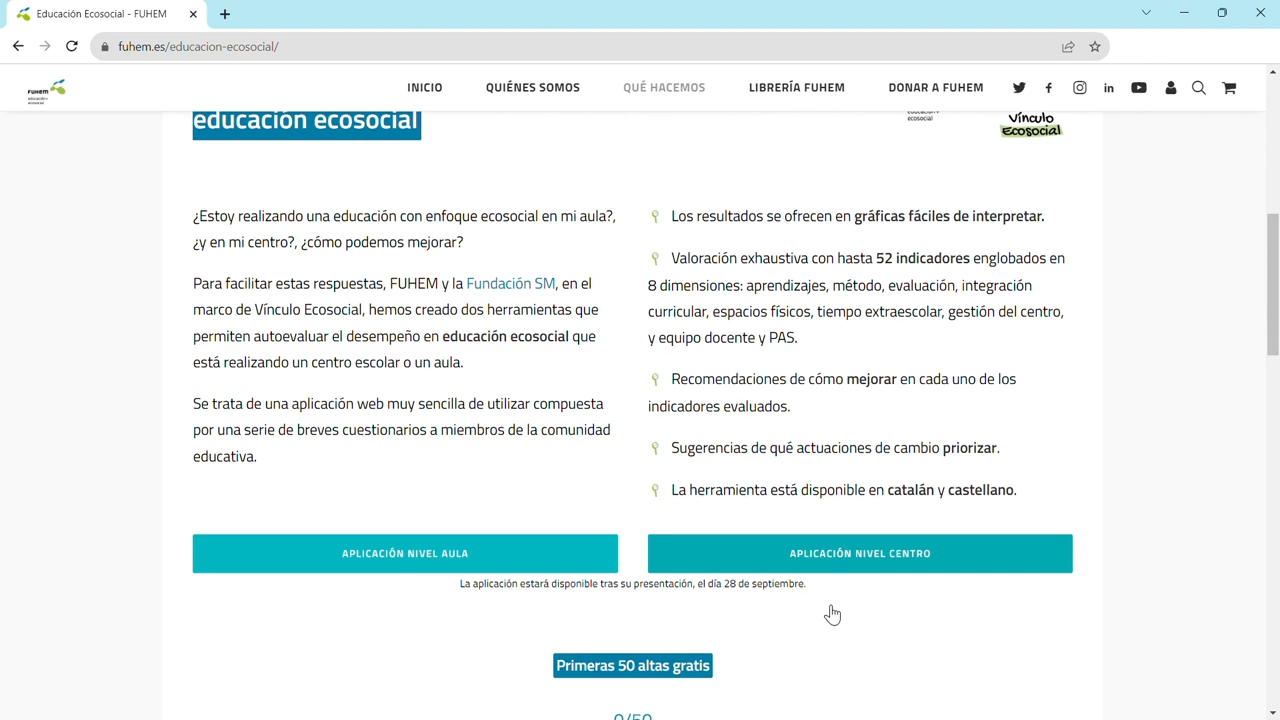 Educación Ecosocial - FUHEM
fuhem.es/educacion-ecosocial/
FUHEM
educación+
ecosocial
INICIO
QUIÉNES SOMOS
QUÉ HACEMOS
LIBRERÍA FUHEM
DONAR A FUHEM
educación ecosocial
ecosocial
Vínculo
Ecosocial
¿Estoy realizando una educación con enfoque ecosocial en mi aula?,
¿y en mi centro?, ¿cómo podemos mejorar?
Para facilitar estas respuestas, FUHEM y la Fundación SM, en el
marco de Vínculo Ecosocial, hemos creado dos herramientas que
permiten autoevaluar el desempeño en educación ecosocial que
está realizando un centro escolar o un aula.
Se trata de una aplicación web muy sencilla de utilizar compuesta
por una serie de breves cuestionarios a miembros de la comunidad
educativa.
Los resultados se ofrecen en gráficas fáciles de interpretar.
Valoración exhaustiva con hasta 52 indicadores englobados en
8 dimensiones: aprendizajes, método, evaluación, integración
curricular, espacios físicos, tiempo extraescolar, gestión del centro,
y equipo docente y PAS.
Recomendaciones de cómo mejorar en cada uno de los
indicadores evaluados.
Sugerencias de qué actuaciones de cambio priorizar.
La herramienta está disponible en catalán y castellano.
APLICACIÓN NIVEL AULA
APLICACIÓN NIVEL CENTRO
La aplicación estará disponible tras su presentación, el día 28 de septiembre.
Primeras 50 altas gratis
0/50